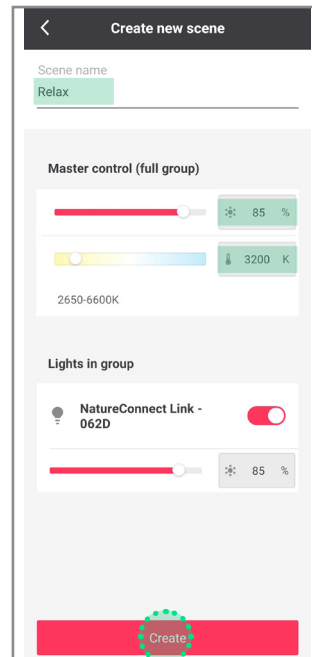 Create new scene
Scene name
Relax
Master control (full group)
85 %
3200 K
2650-6600K
Lights in group
NatureConnect Link -
062D
85 %
Create